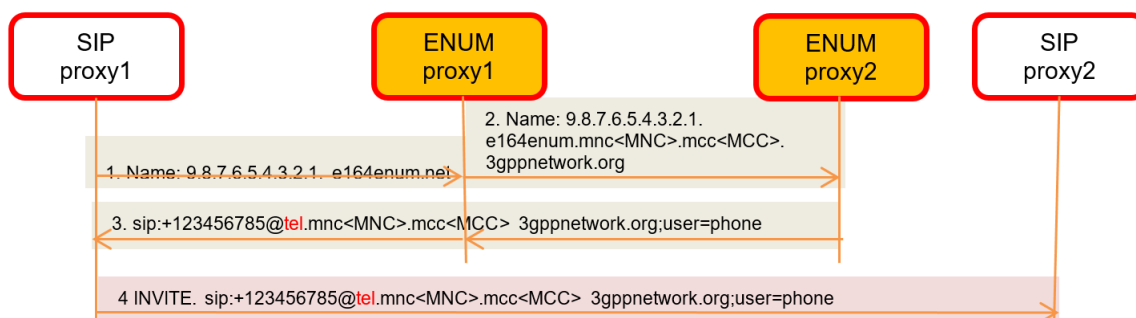 SIP
proxy1
ENUM
proxy1
ENUM
proxy2
SIP
proxy2
2. Name: 9.8.7.6.5.4.3.2.1.
e164enum.mnc<MNC>.mcc<MCC>.
3gppnetwork.org
1. Name: 9.8.7.6.5.4.3.2.1. e164enum.net
3. sip:+123456785@tel.mnc<MNC>.mcc<MCC> 3gppnetwork.org;user=phone
4 INVITE. sip:+123456785@tel.mnc<MNC>.mcc<MCC> 3gppnetwork.org;user=phone